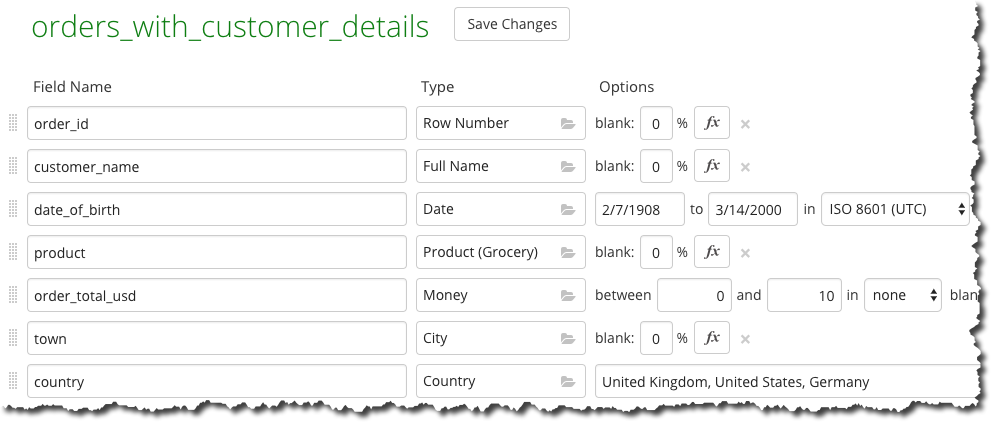 orders_with_customer_details Save Changes
Field Name Type Options
order_id Row Number blank: 0 % fx ×
customer_name Full Name blank: 0 % fx ×
date_of_birth Date 2/7/1908 to 3/14/2000 in ISO 8601 (UTC)
product Product (Grocery) blank: 0 % fx ×
order_total_usd Money between 0 and 10 in none blan
town City blank: 0 % fx ×
country Country United Kingdom, United States, Germany